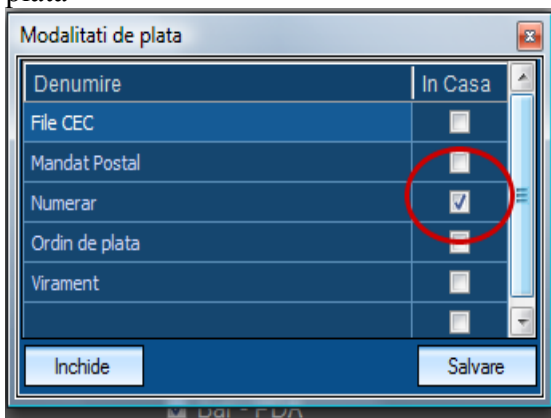 plata
Modalitati de plata
Denumire In Casa
File CEC
Mandat Postal
Numerar
Ordin de plata
Virament
Inchide Salvare
Bar - FDA